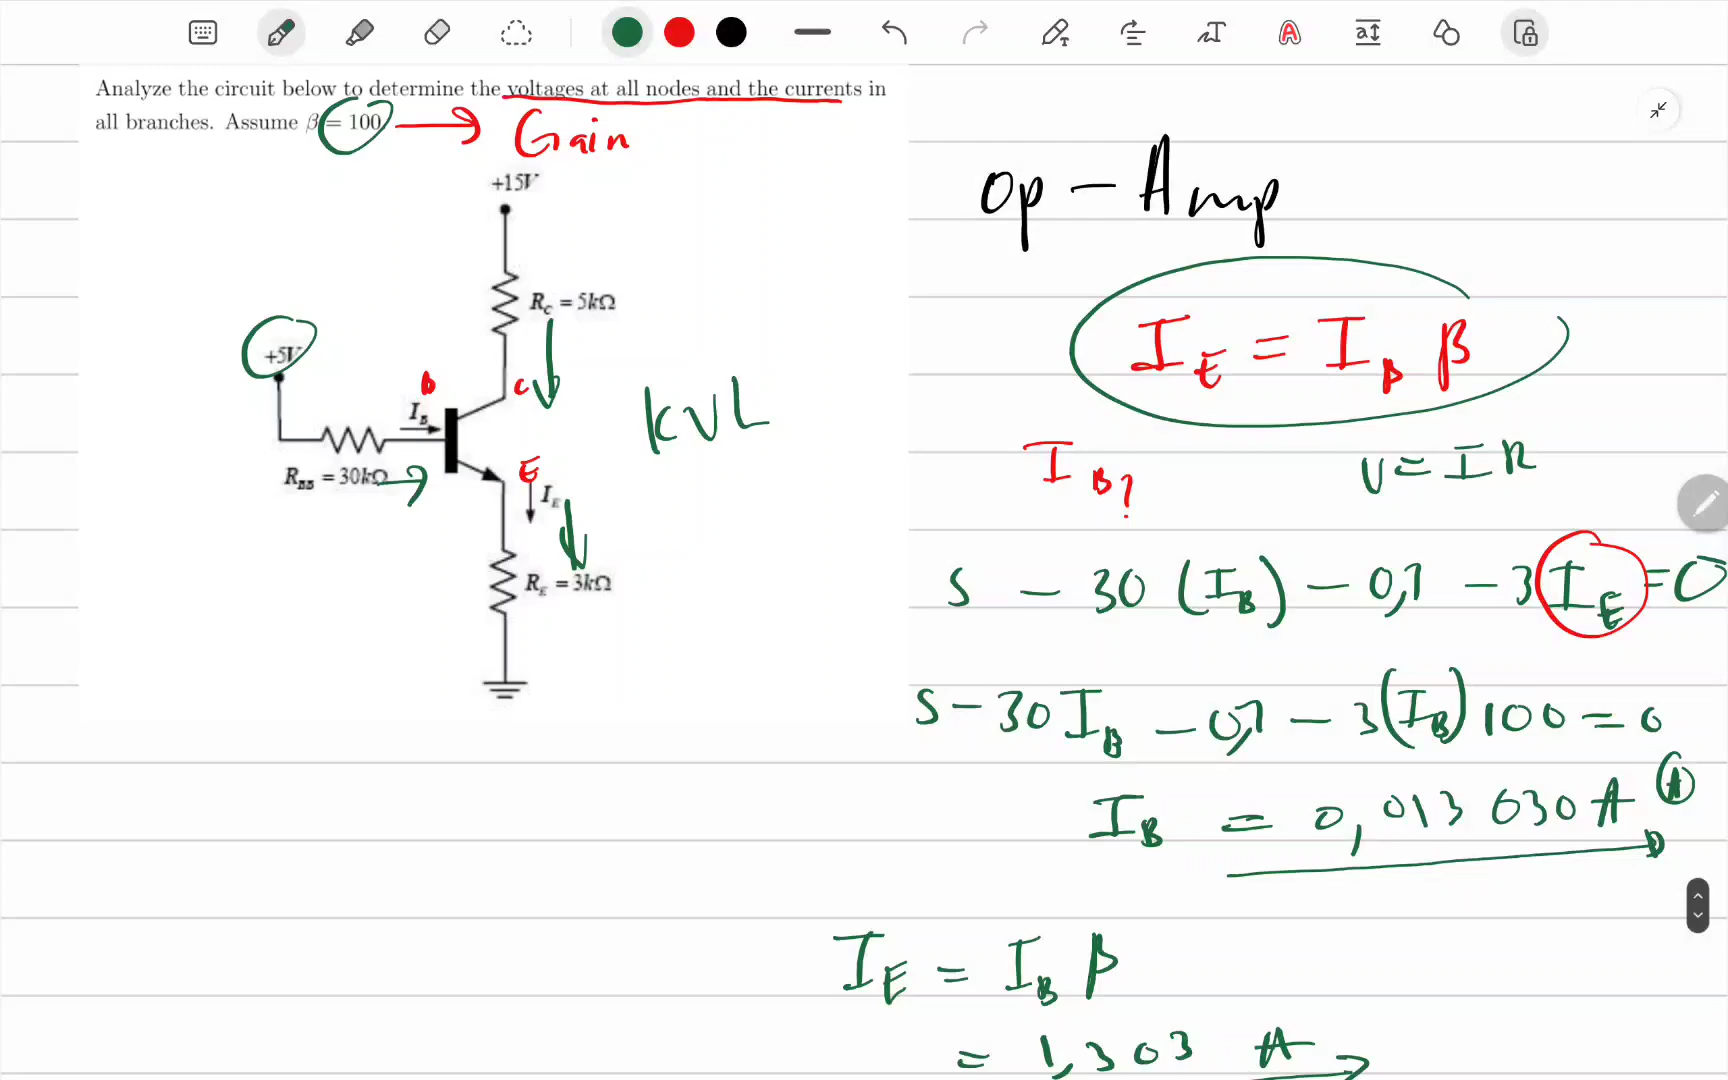 Analyze the circuit below to determine the voltages at all nodes and the currents in
all branches. Assume β = 100
Gain
+15V
R_C = 5kΩ
+5V
B
C
I_B
R_BB = 30kΩ
E
I_E
R_E = 3kΩ
KVL
Op - Amp
I_E = I_B β
I_B?
V = IR
5 - 30 (I_B) - 0,7 - 3 I_E = 0
5 - 30 I_B - 0,7 - 3(I_B) 100 = 0
I_B = 0,013 030 A
A
I_E = I_B β
= 1,303 A